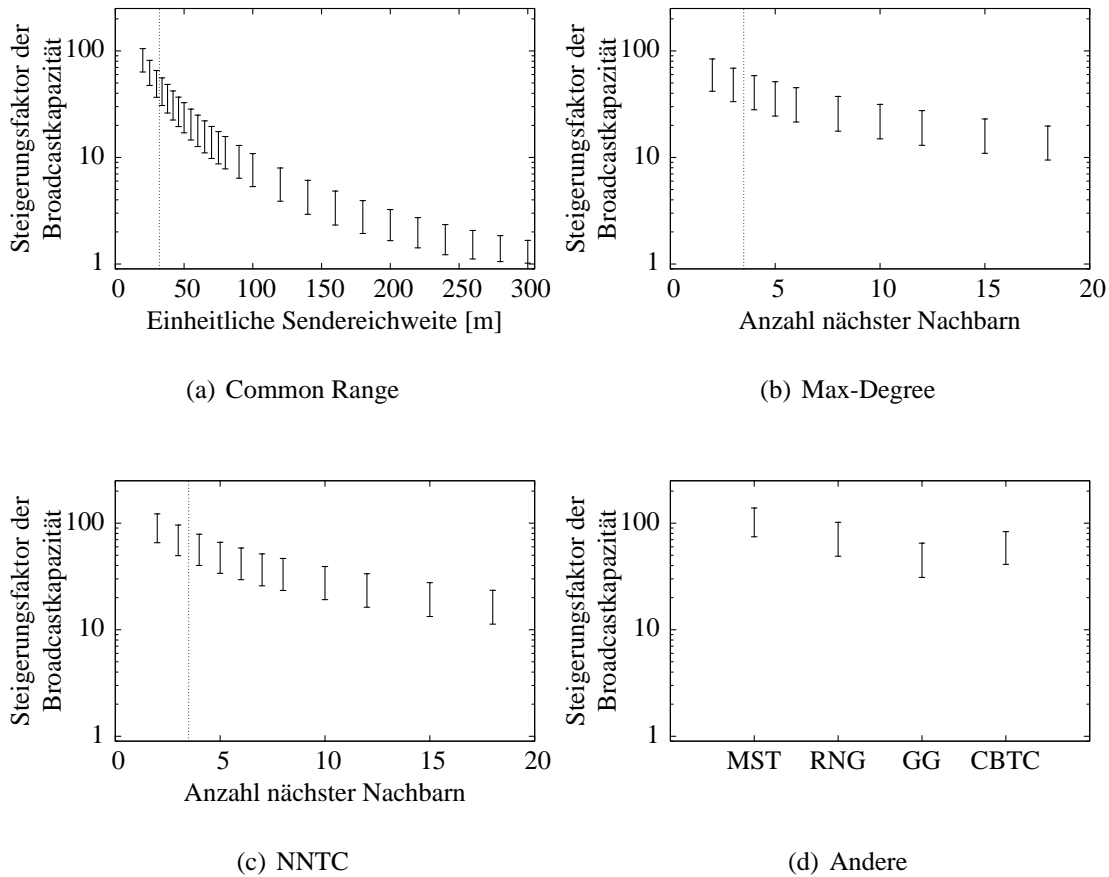 Steigerungsfaktor der
Broadcastkapazität
100
10
1
0 50 100 150 200 250 300
Einheitliche Sendereichweite [m]
(a) Common Range
Steigerungsfaktor der
Broadcastkapazität
100
10
1
0 5 10 15 20
Anzahl nächster Nachbarn
(b) Max-Degree
Steigerungsfaktor der
Broadcastkapazität
100
10
1
0 5 10 15 20
Anzahl nächster Nachbarn
(c) NNTC
Steigerungsfaktor der
Broadcastkapazität
100
10
1
MST RNG GG CBTC
(d) Andere